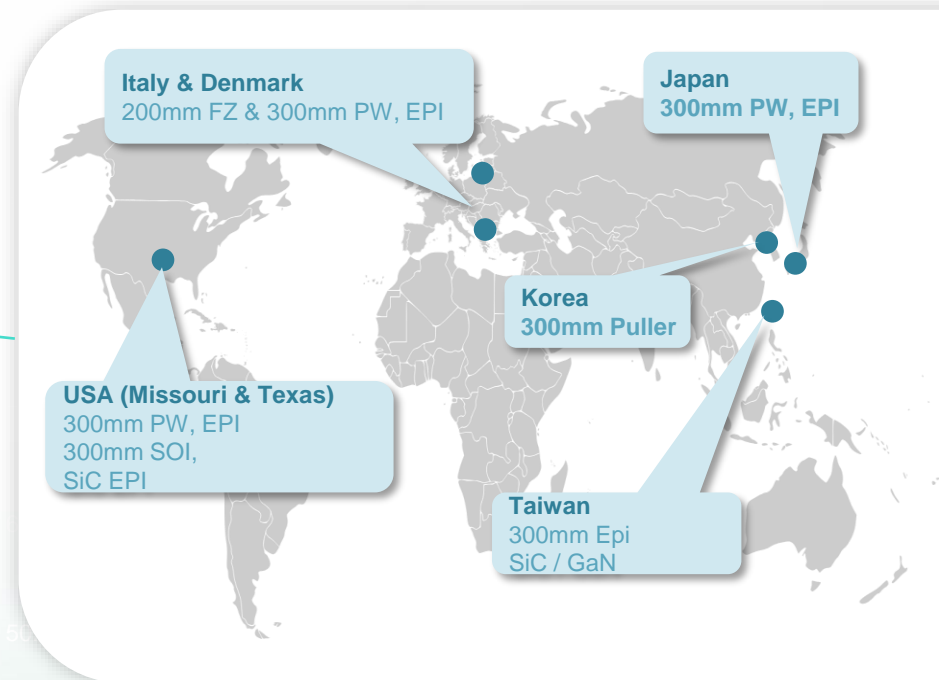 Italy & Denmark
200mm FZ & 300mm PW, EPI
Japan
300mm PW, EPI
Korea
300mm Puller
USA (Missouri & Texas)
300mm PW, EPI
300mm SOI,
SiC EPI
Taiwan
300mm Epi
SiC / GaN